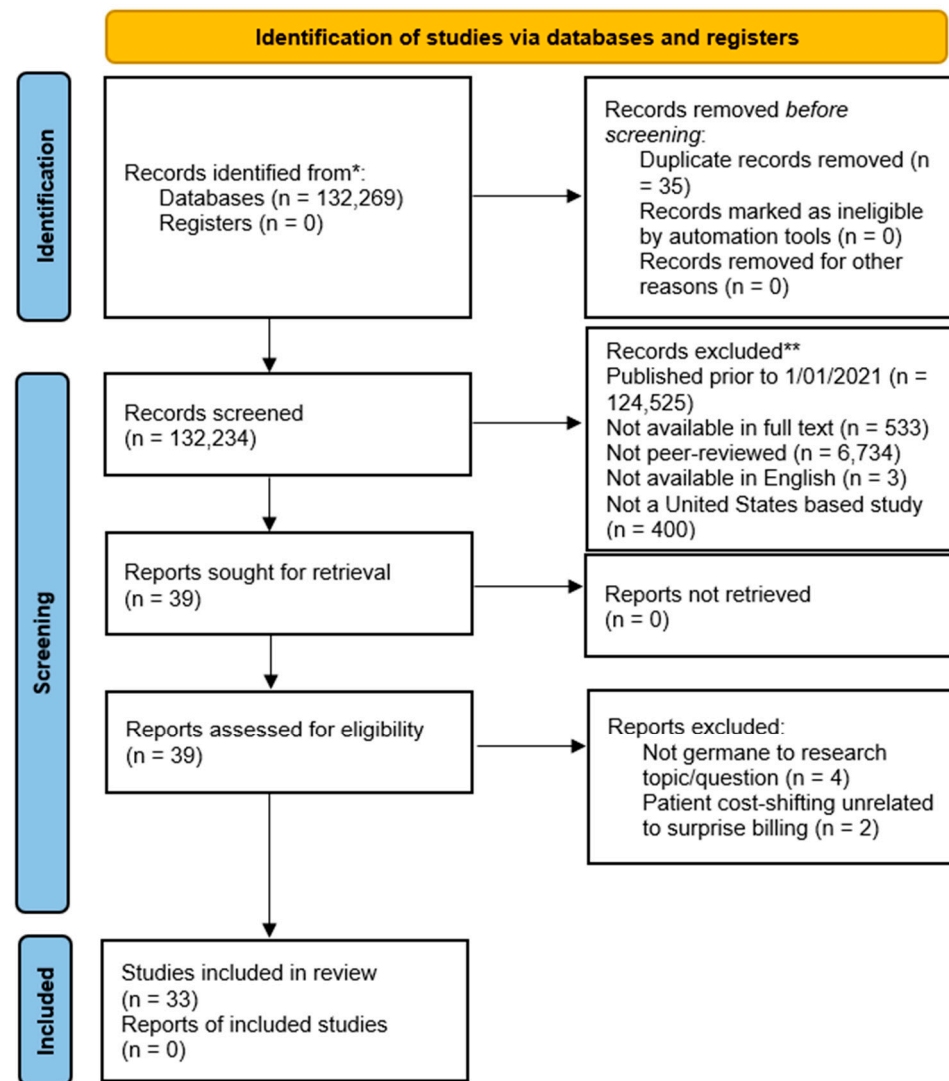 Identification of studies via databases and registers
Identification
Records identified from*:
Databases (n = 132,269)
Registers (n = 0)
Records removed before
screening:
Duplicate records removed (n
= 35)
Records marked as ineligible
by automation tools (n = 0)
Records removed for other
reasons (n = 0)
Screening
Records screened
(n = 132,234)
Records excluded**
Published prior to 1/01/2021 (n =
124,525)
Not available in full text (n = 533)
Not peer-reviewed (n = 6,734)
Not available in English (n = 3)
Not a United States based study
(n = 400)
Reports sought for retrieval
(n = 39)
Reports not retrieved
(n = 0)
Reports assessed for eligibility
(n = 39)
Reports excluded:
Not germane to research
topic/question (n = 4)
Patient cost-shifting unrelated
to surprise billing (n = 2)
Included
Studies included in review
(n = 33)
Reports of included studies
(n = 0)